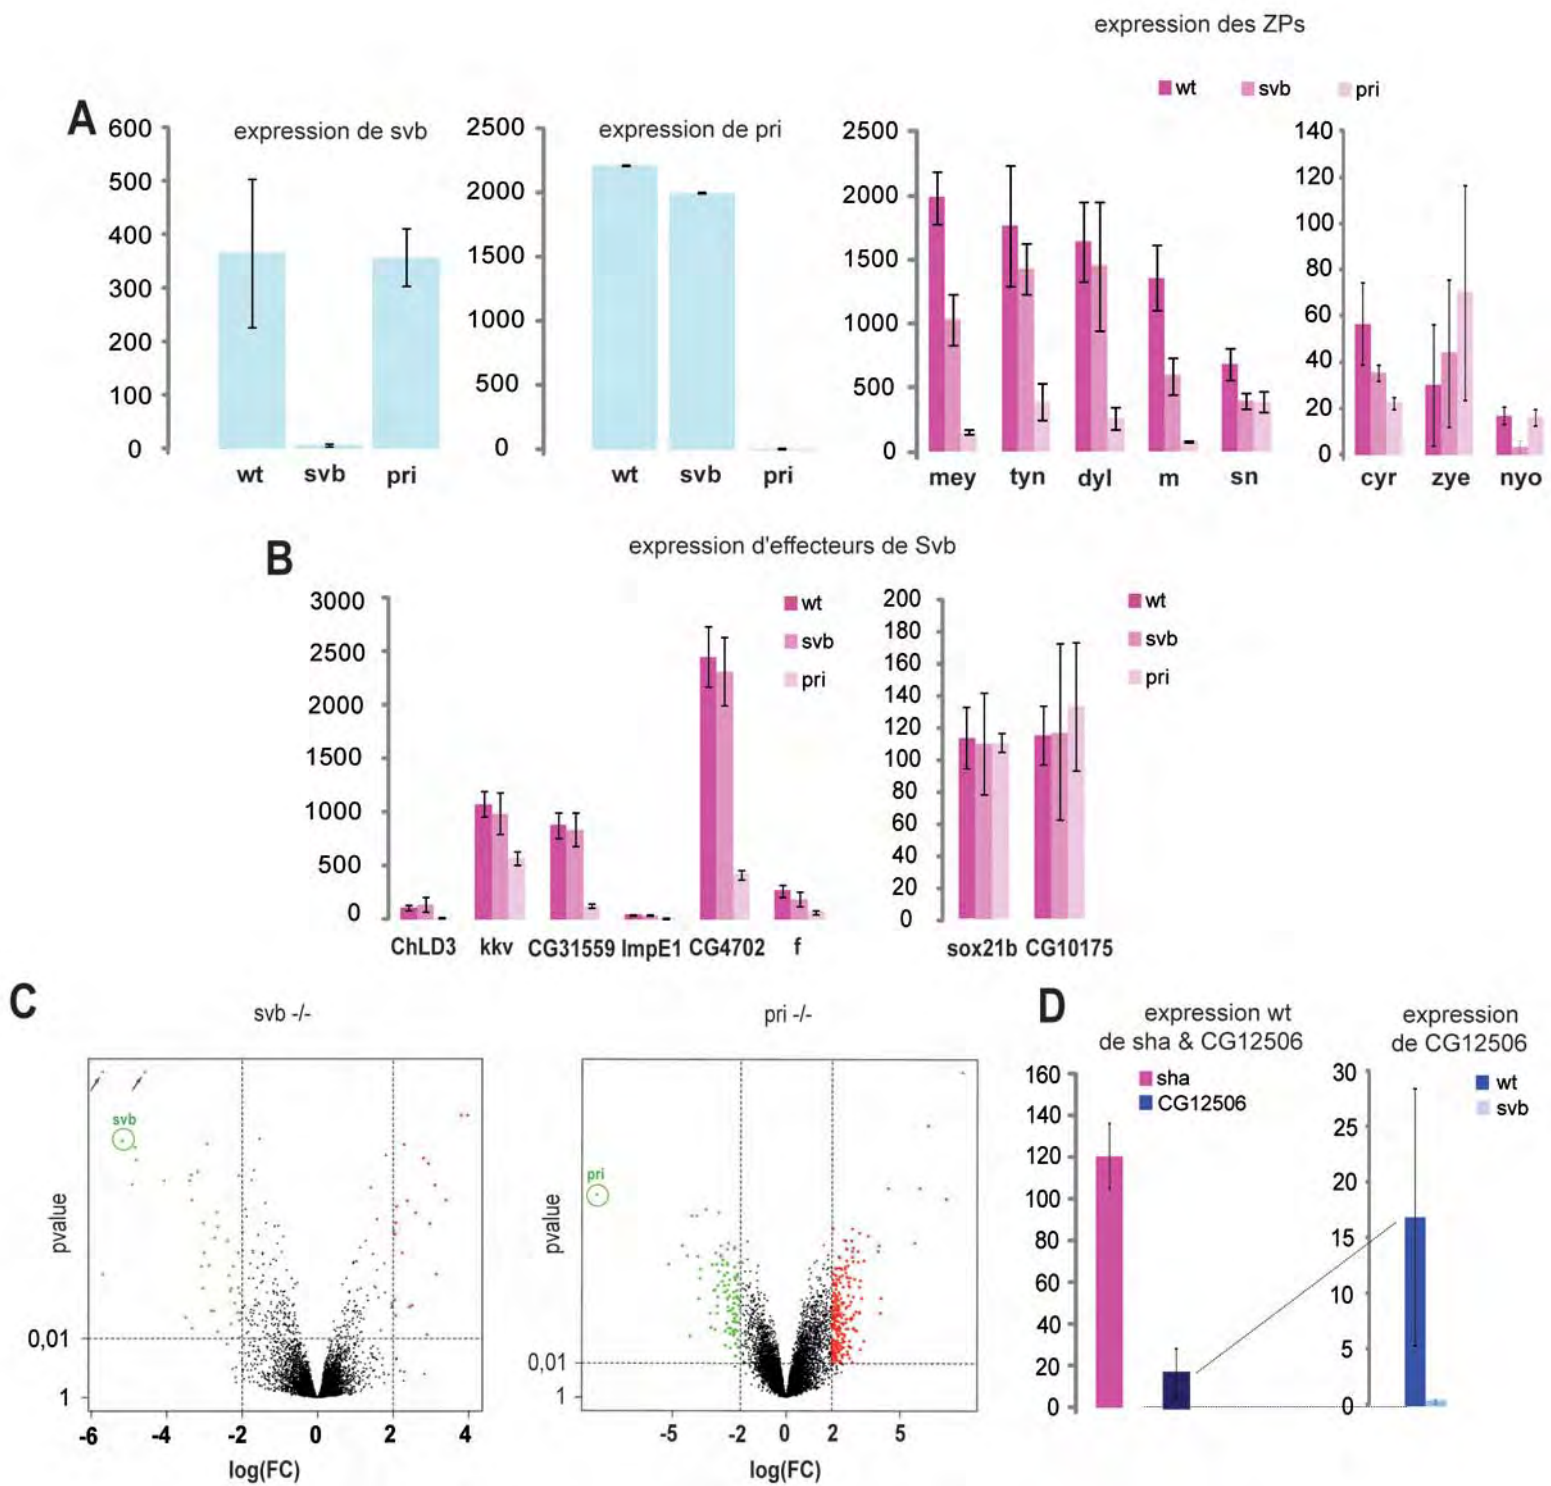 expression des ZPs
wt svb pri
A
expression de svb
600
500
400
300
200
100
0
wt svb pri
expression de pri
2500
2000
1500
1000
500
0
wt svb pri
2500
2000
1500
1000
500
0
mey tyn dyl m sn
140
120
100
80
60
40
20
0
cyr zye nyo
B
expression d'effecteurs de Svb
3000
2500
2000
1500
1000
500
0
wt
svb
pri
ChLD3 kkv CG31559 ImpE1 CG4702 f
200
180
160
140
120
100
80
60
40
20
0
wt
svb
pri
sox21b CG10175
C
svb -/-
svb
pvalue
0,01
1
-6 -4 -2 0 2 4
log(FC)
pri -/-
pri
pvalue
0,01
1
-5 -2 0 2 5
log(FC)
D
expression wt
de sha & CG12506
160
140
120
100
80
60
40
20
0
sha
CG12506
expression
de CG12506
30
25
20
15
10
5
0
wt
svb